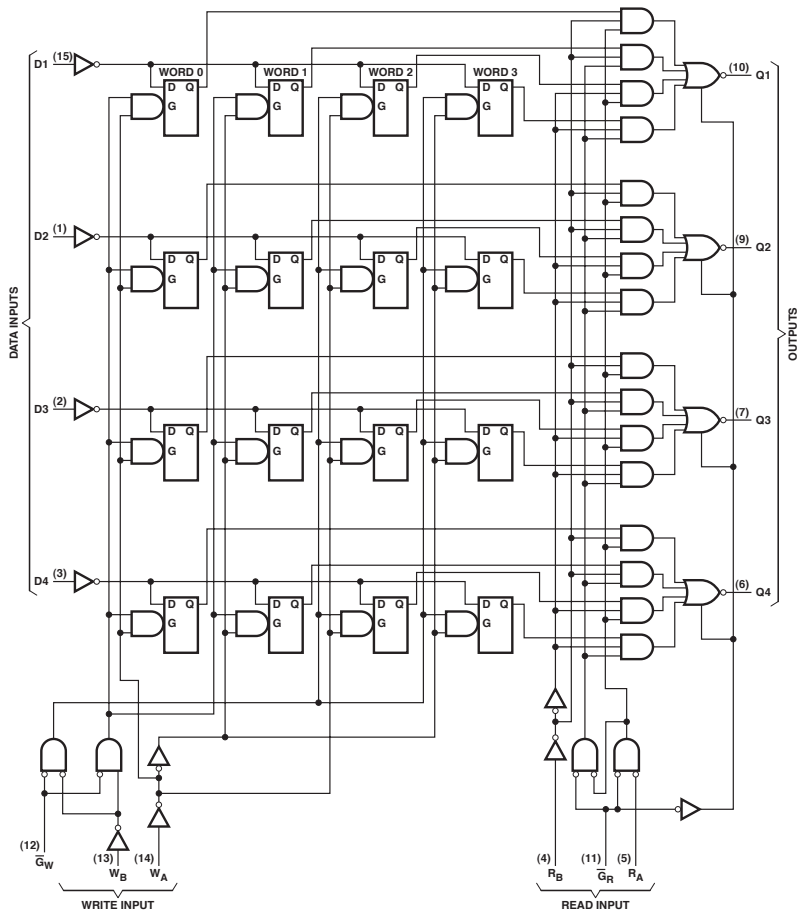 D1 (15)
WORD 0 WORD 1 WORD 2 WORD 3
D Q D Q D Q D Q
G G G G
(10) Q1
D2 (1)
D Q D Q D Q D Q
G G G G
(9) Q2
DATA INPUTS
OUTPUTS
D3 (2)
D Q D Q D Q D Q
G G G G
(7) Q3
D4 (3)
D Q D Q D Q D Q
G G G G
(6) Q4
(12) (13) (14) (4) (11) (5)
G̅W WB WA RB G̅R RA
WRITE INPUT READ INPUT